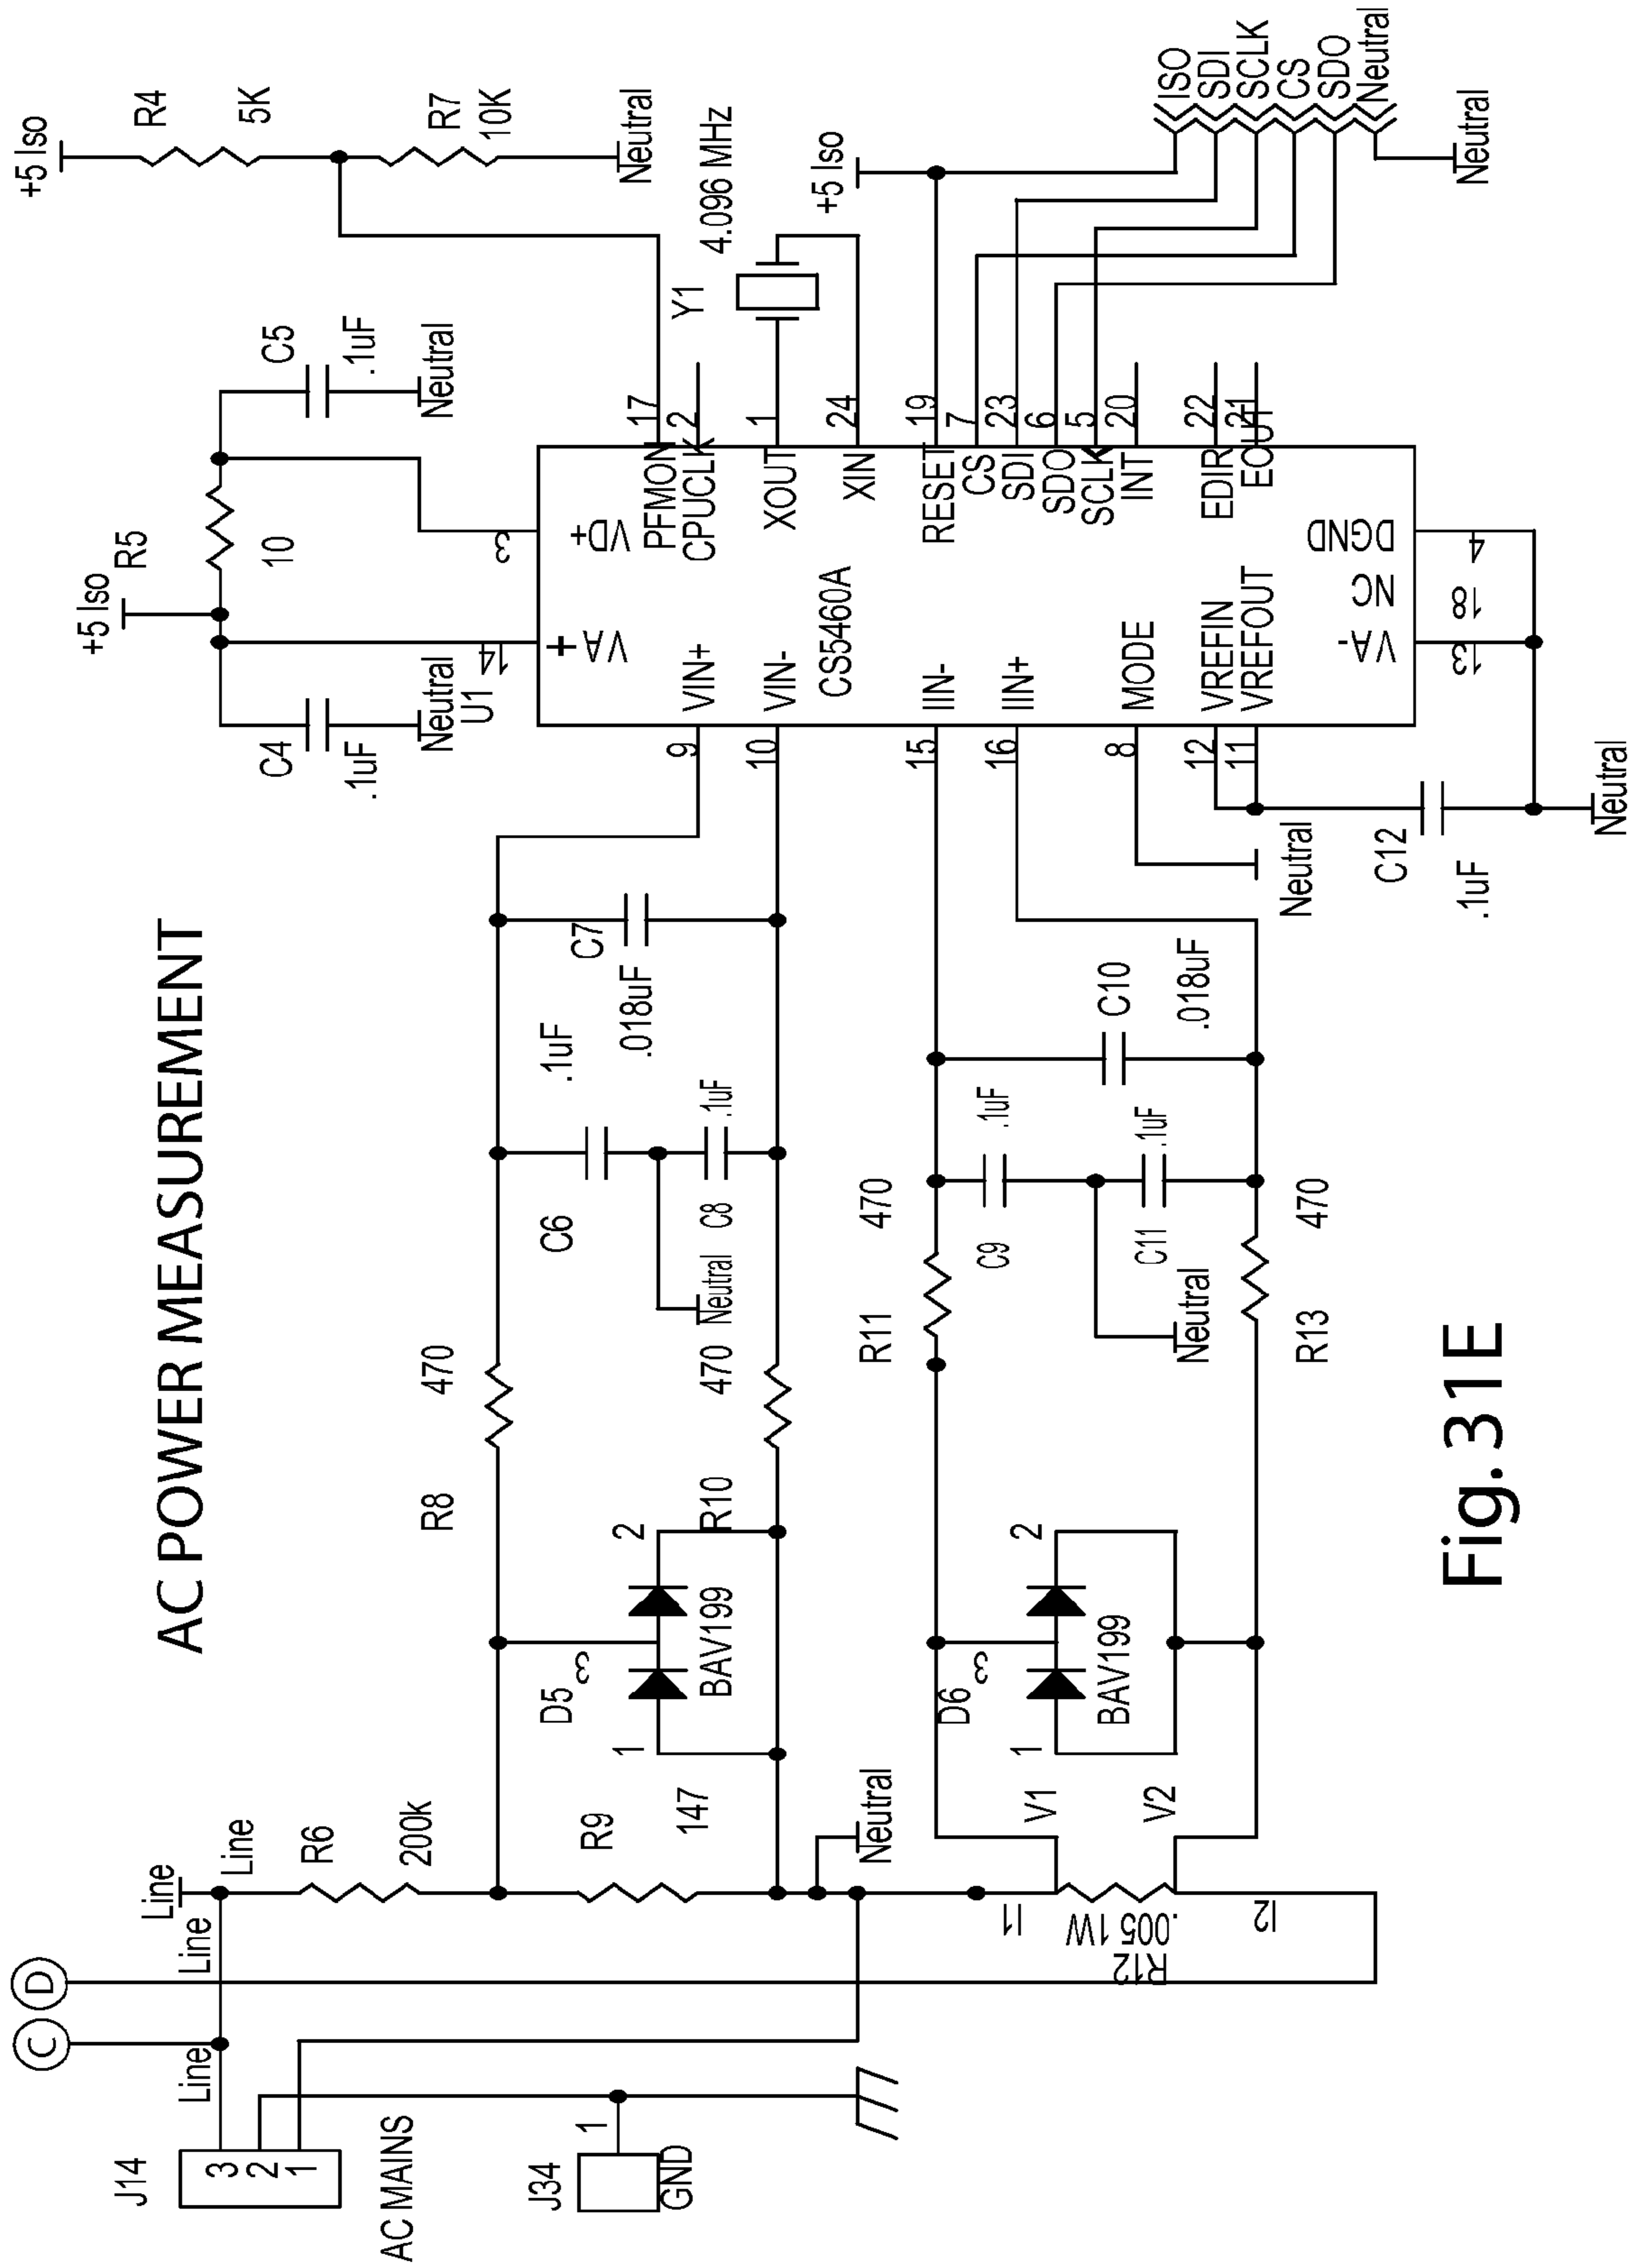 AC POWER MEASUREMENT
C
D
J14
3
2
1
AC MAINS
J34
1
GND
Line
Line
Line
Line
R6
200k
R9
147
Neutral
I1
.005 1W
R12
I2
V1
V2
D5
3
1
2
BAV199
R8
470
R10
470
C6
.1uF
C8
.1uF
Neutral
C7
.018uF
D6
3
1
2
BAV199
R11
470
R13
470
C9
.1uF
C11
.1uF
Neutral
C10
.018uF
+5 Iso
R5
10
C4
.1uF
Neutral
C5
.1uF
Neutral
U1
14
VA+
3
VD+
9
VIN+
10
VIN-
CS5460A
15
IIN-
16
IIN+
8
MODE
12
VREFIN
11
VREFOUT
Neutral
C12
.1uF
Neutral
13
VA-
18
NC
4
DGND
17
PFMON
2
CPUCLK
1
XOUT
24
XIN
19
RESET
7
CS
23
SDI
6
SDO
5
SCLK
20
INT
22
EDIR
21
EOUT
+5 Iso
R4
5K
R7
10K
Neutral
Y1
4.096 MHz
+5 Iso
ISO
SDI
SCLK
CS
SDO
Neutral
Neutral
Fig. 31E